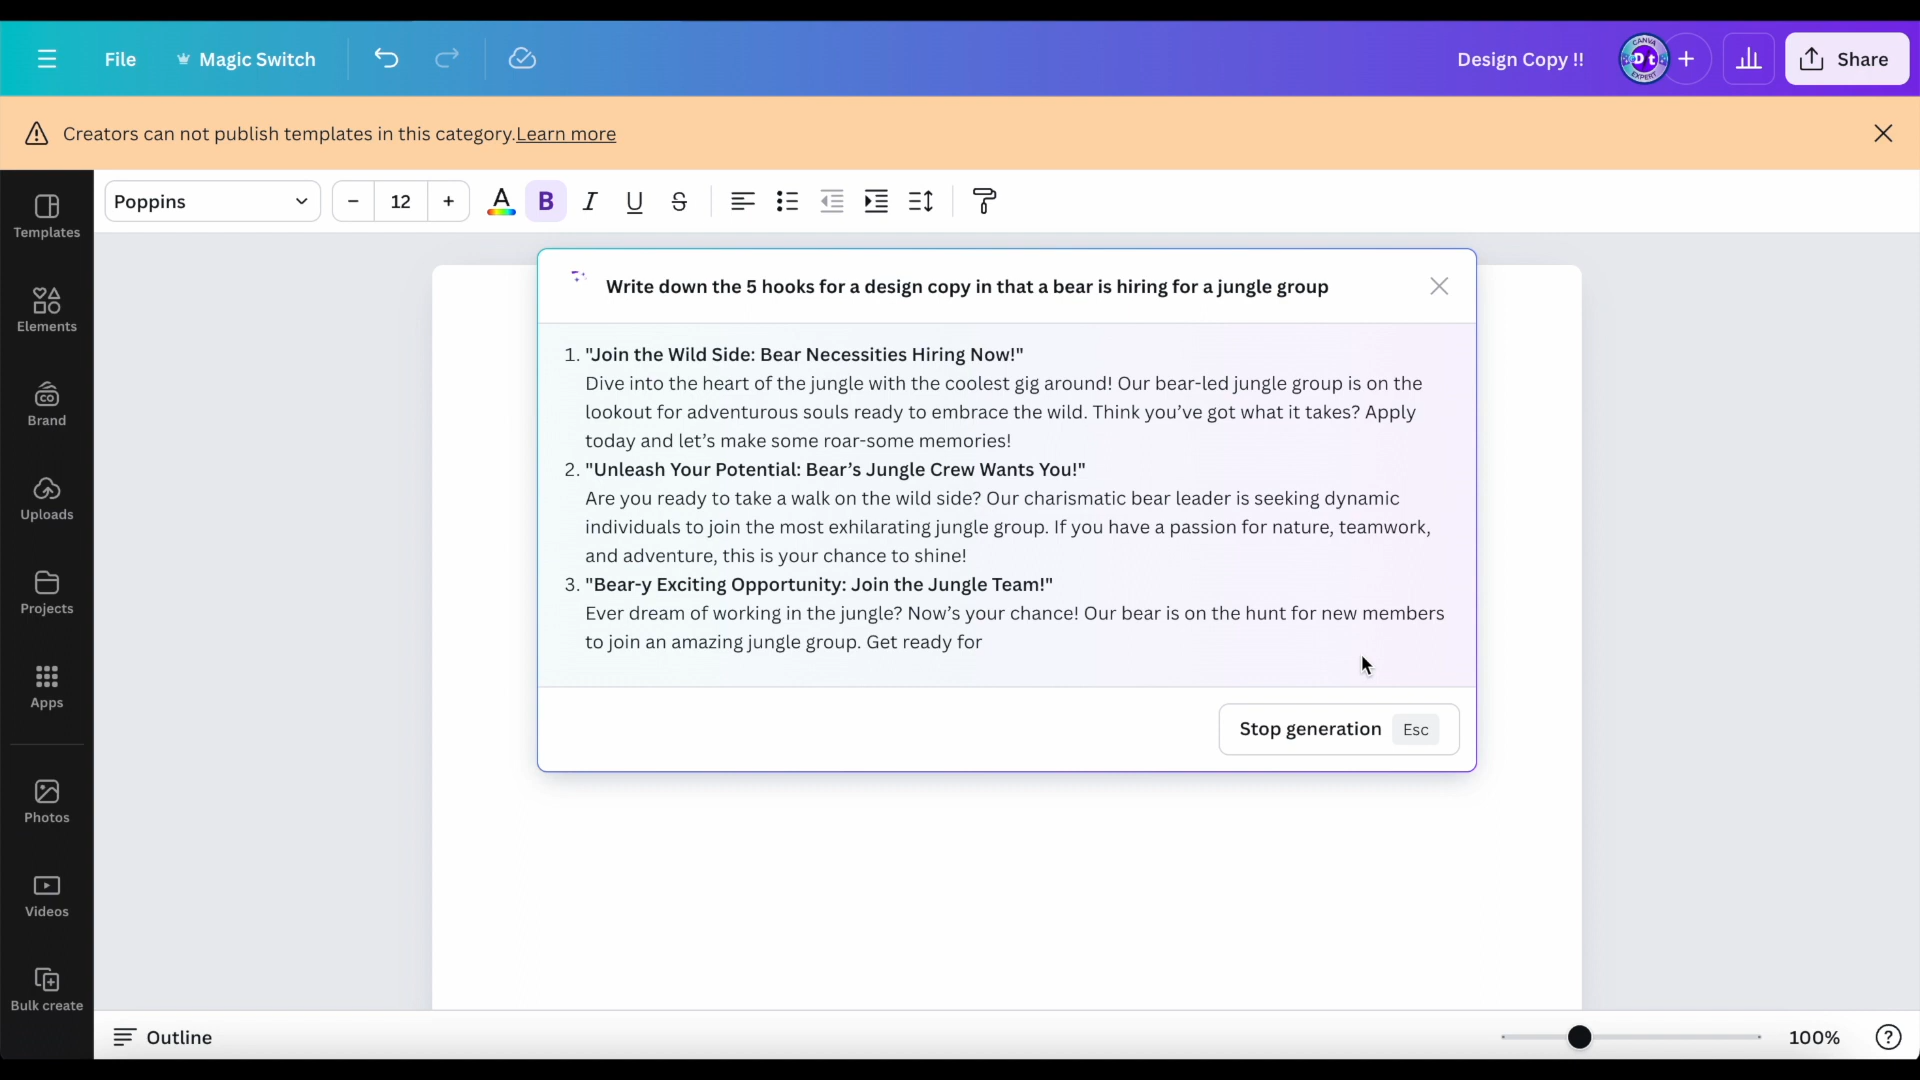 File
Magic Switch
Design Copy !!
CANVA
Dt
EXPERT
Share
Creators can not publish templates in this category.Learn more
Poppins
12
A
B
I
U
S
Templates
Elements
Brand
Uploads
Projects
Apps
Photos
Videos
Bulk create
Write down the 5 hooks for a design copy in that a bear is hiring for a jungle group
1. "Join the Wild Side: Bear Necessities Hiring Now!"
Dive into the heart of the jungle with the coolest gig around! Our bear-led jungle group is on the
lookout for adventurous souls ready to embrace the wild. Think you’ve got what it takes? Apply
today and let’s make some roar-some memories!
2. "Unleash Your Potential: Bear’s Jungle Crew Wants You!"
Are you ready to take a walk on the wild side? Our charismatic bear leader is seeking dynamic
individuals to join the most exhilarating jungle group. If you have a passion for nature, teamwork,
and adventure, this is your chance to shine!
3. "Bear-y Exciting Opportunity: Join the Jungle Team!"
Ever dream of working in the jungle? Now’s your chance! Our bear is on the hunt for new members
to join an amazing jungle group. Get ready for
Stop generation Esc
Outline
100%